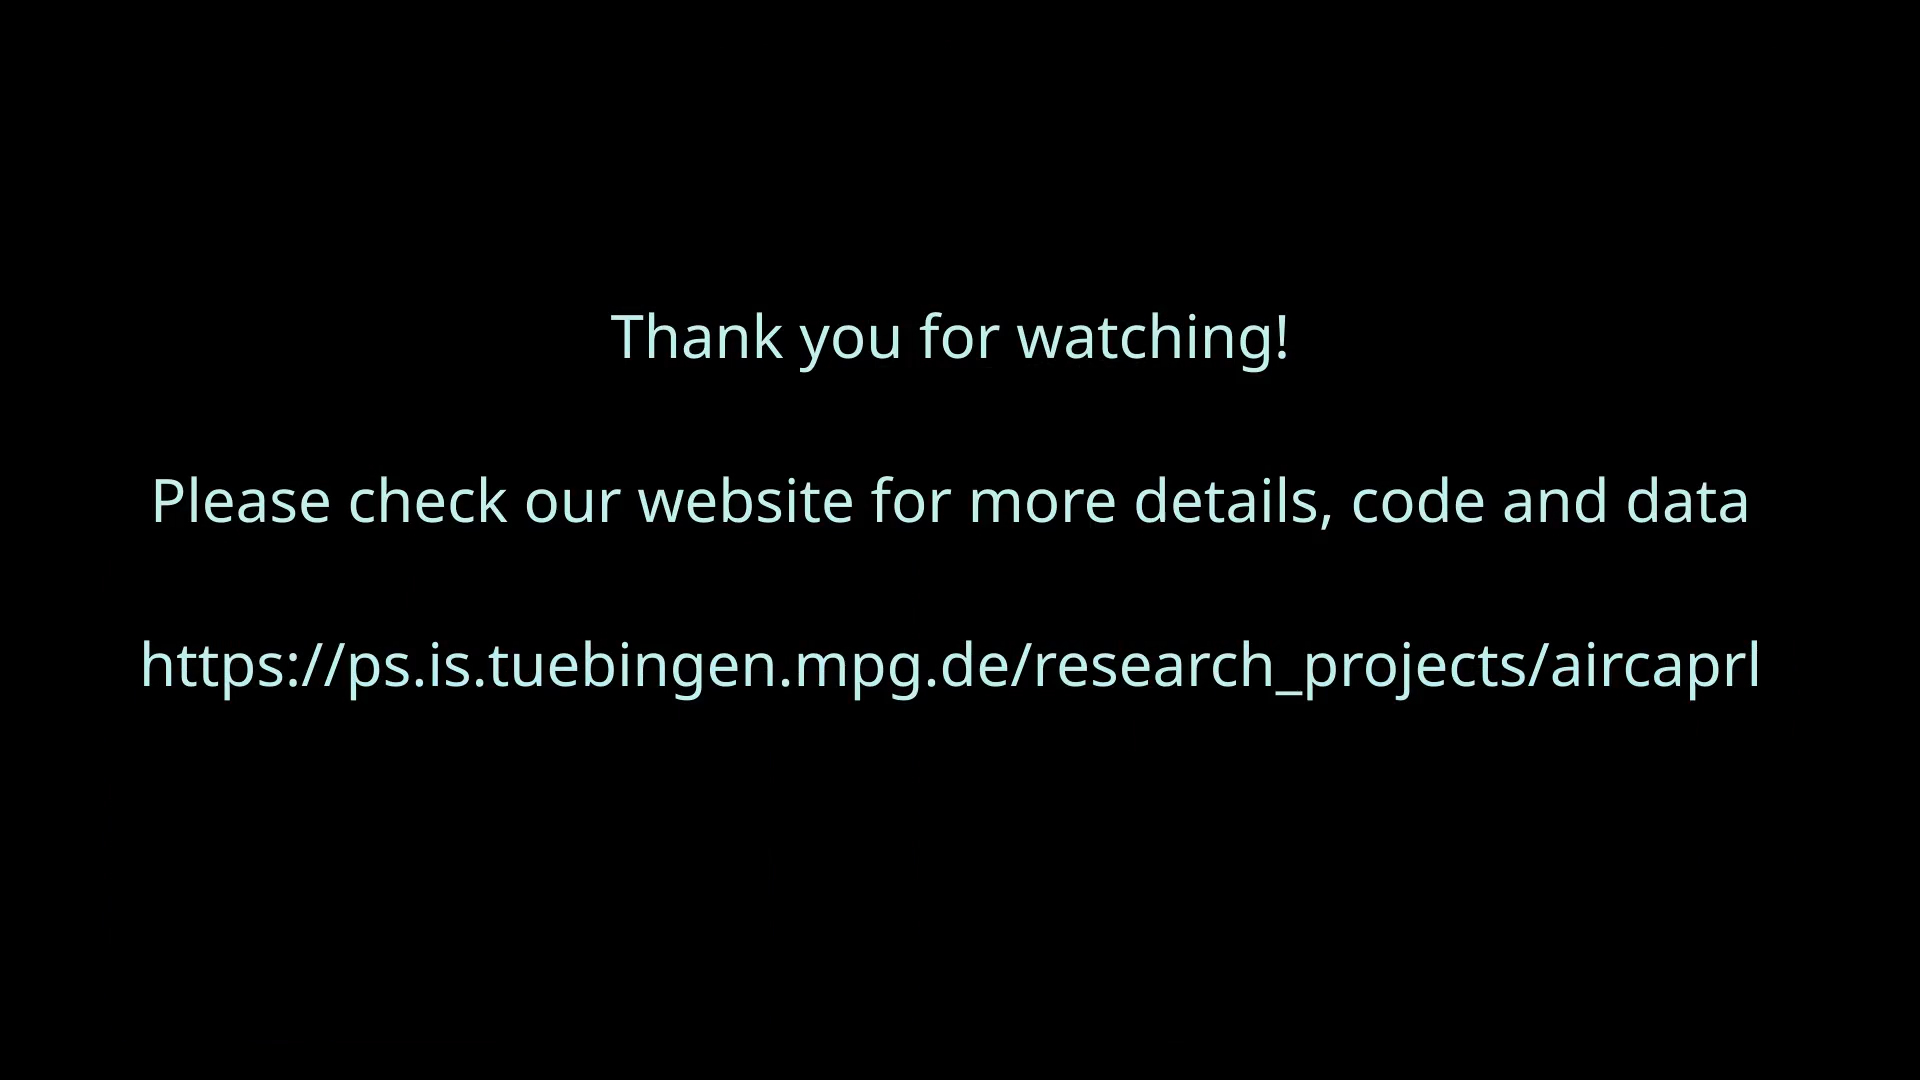 Thank you for watching!
Please check our website for more details, code and data
https://ps.is.tuebingen.mpg.de/research_projects/aircaprl